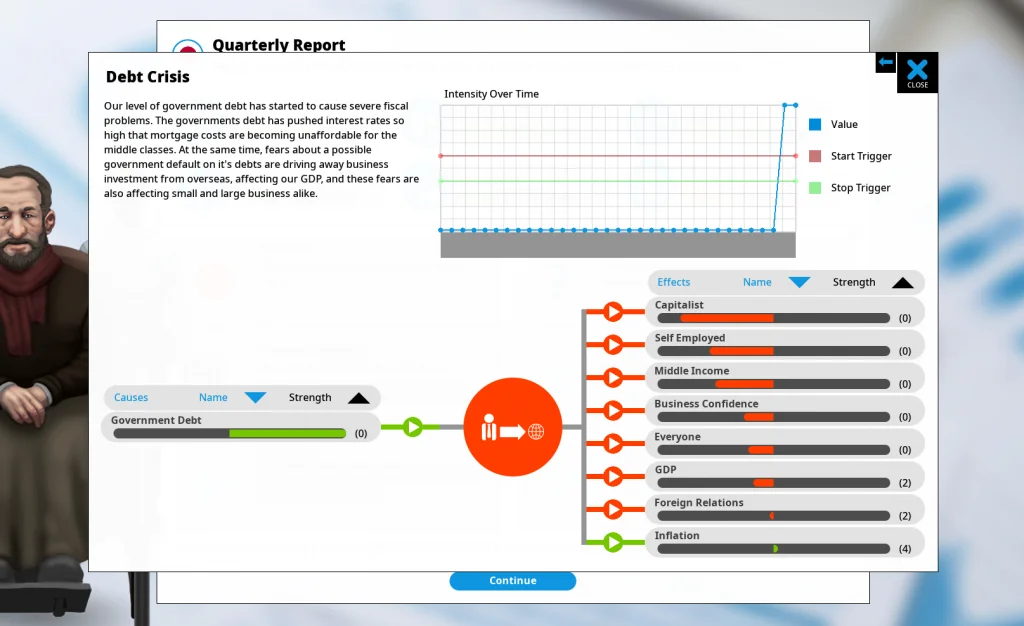 Quarterly Report
Debt Crisis
CLOSE
Our level of government debt has started to cause severe fiscal
problems. The governments debt has pushed interest rates so
high that mortgage costs are becoming unaffordable for the
middle classes. At the same time, fears about a possible
government default on it's debts are driving away business
investment from overseas, affecting our GDP, and these fears are
also affecting small and large business alike.
Intensity Over Time
Value
Start Trigger
Stop Trigger
Causes Name Strength
Government Debt
(0)
Effects Name Strength
Capitalist
(0)
Self Employed
(0)
Middle Income
(0)
Business Confidence
(0)
Everyone
(0)
GDP
(2)
Foreign Relations
(2)
Inflation
(4)
Continue